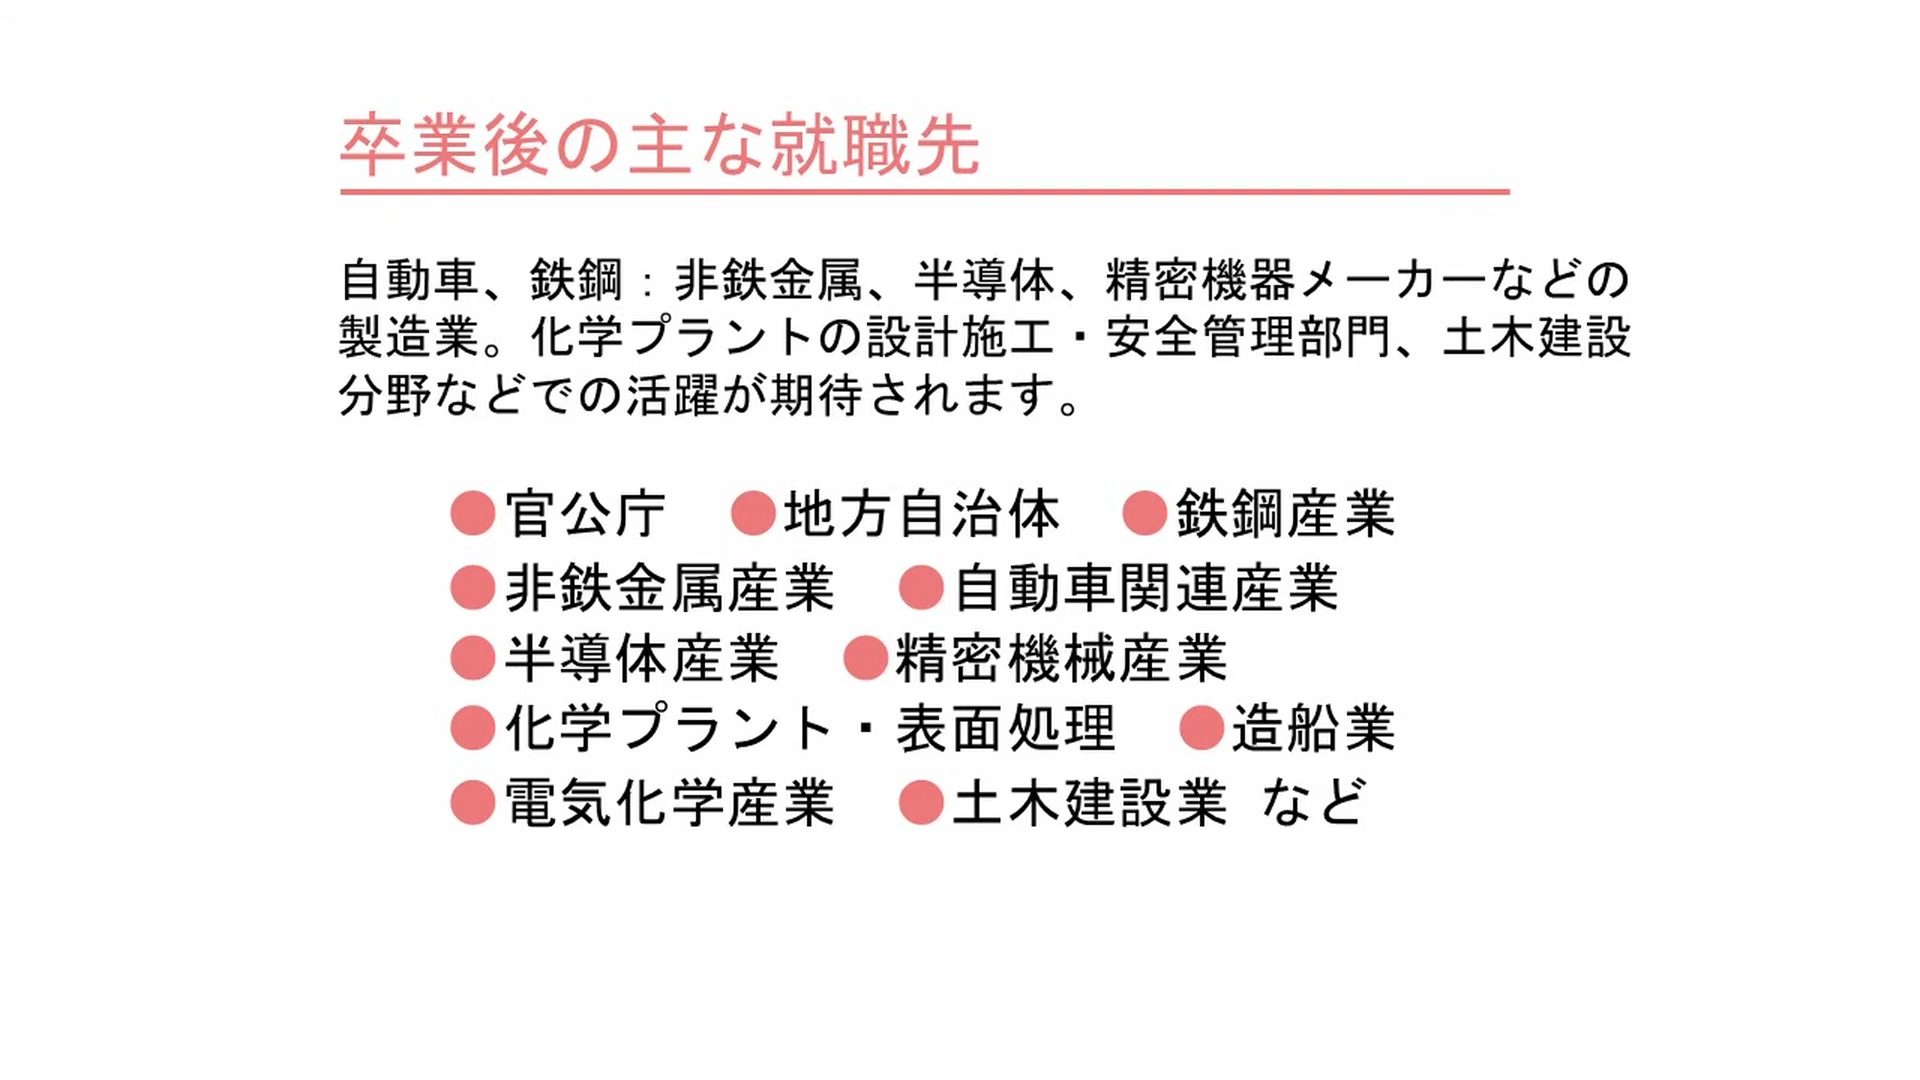 卒業後の主な就職先
自動車、鉄鋼：非鉄金属、半導体、精密機器メーカーなどの
製造業。化学プラントの設計施工・安全管理部門、土木建設
分野などでの活躍が期待されます。
●官公庁　●地方自治体　●鉄鋼産業
●非鉄金属産業　●自動車関連産業
●半導体産業　●精密機械産業
●化学プラント・表面処理　●造船業
●電気化学産業　●土木建設業 など